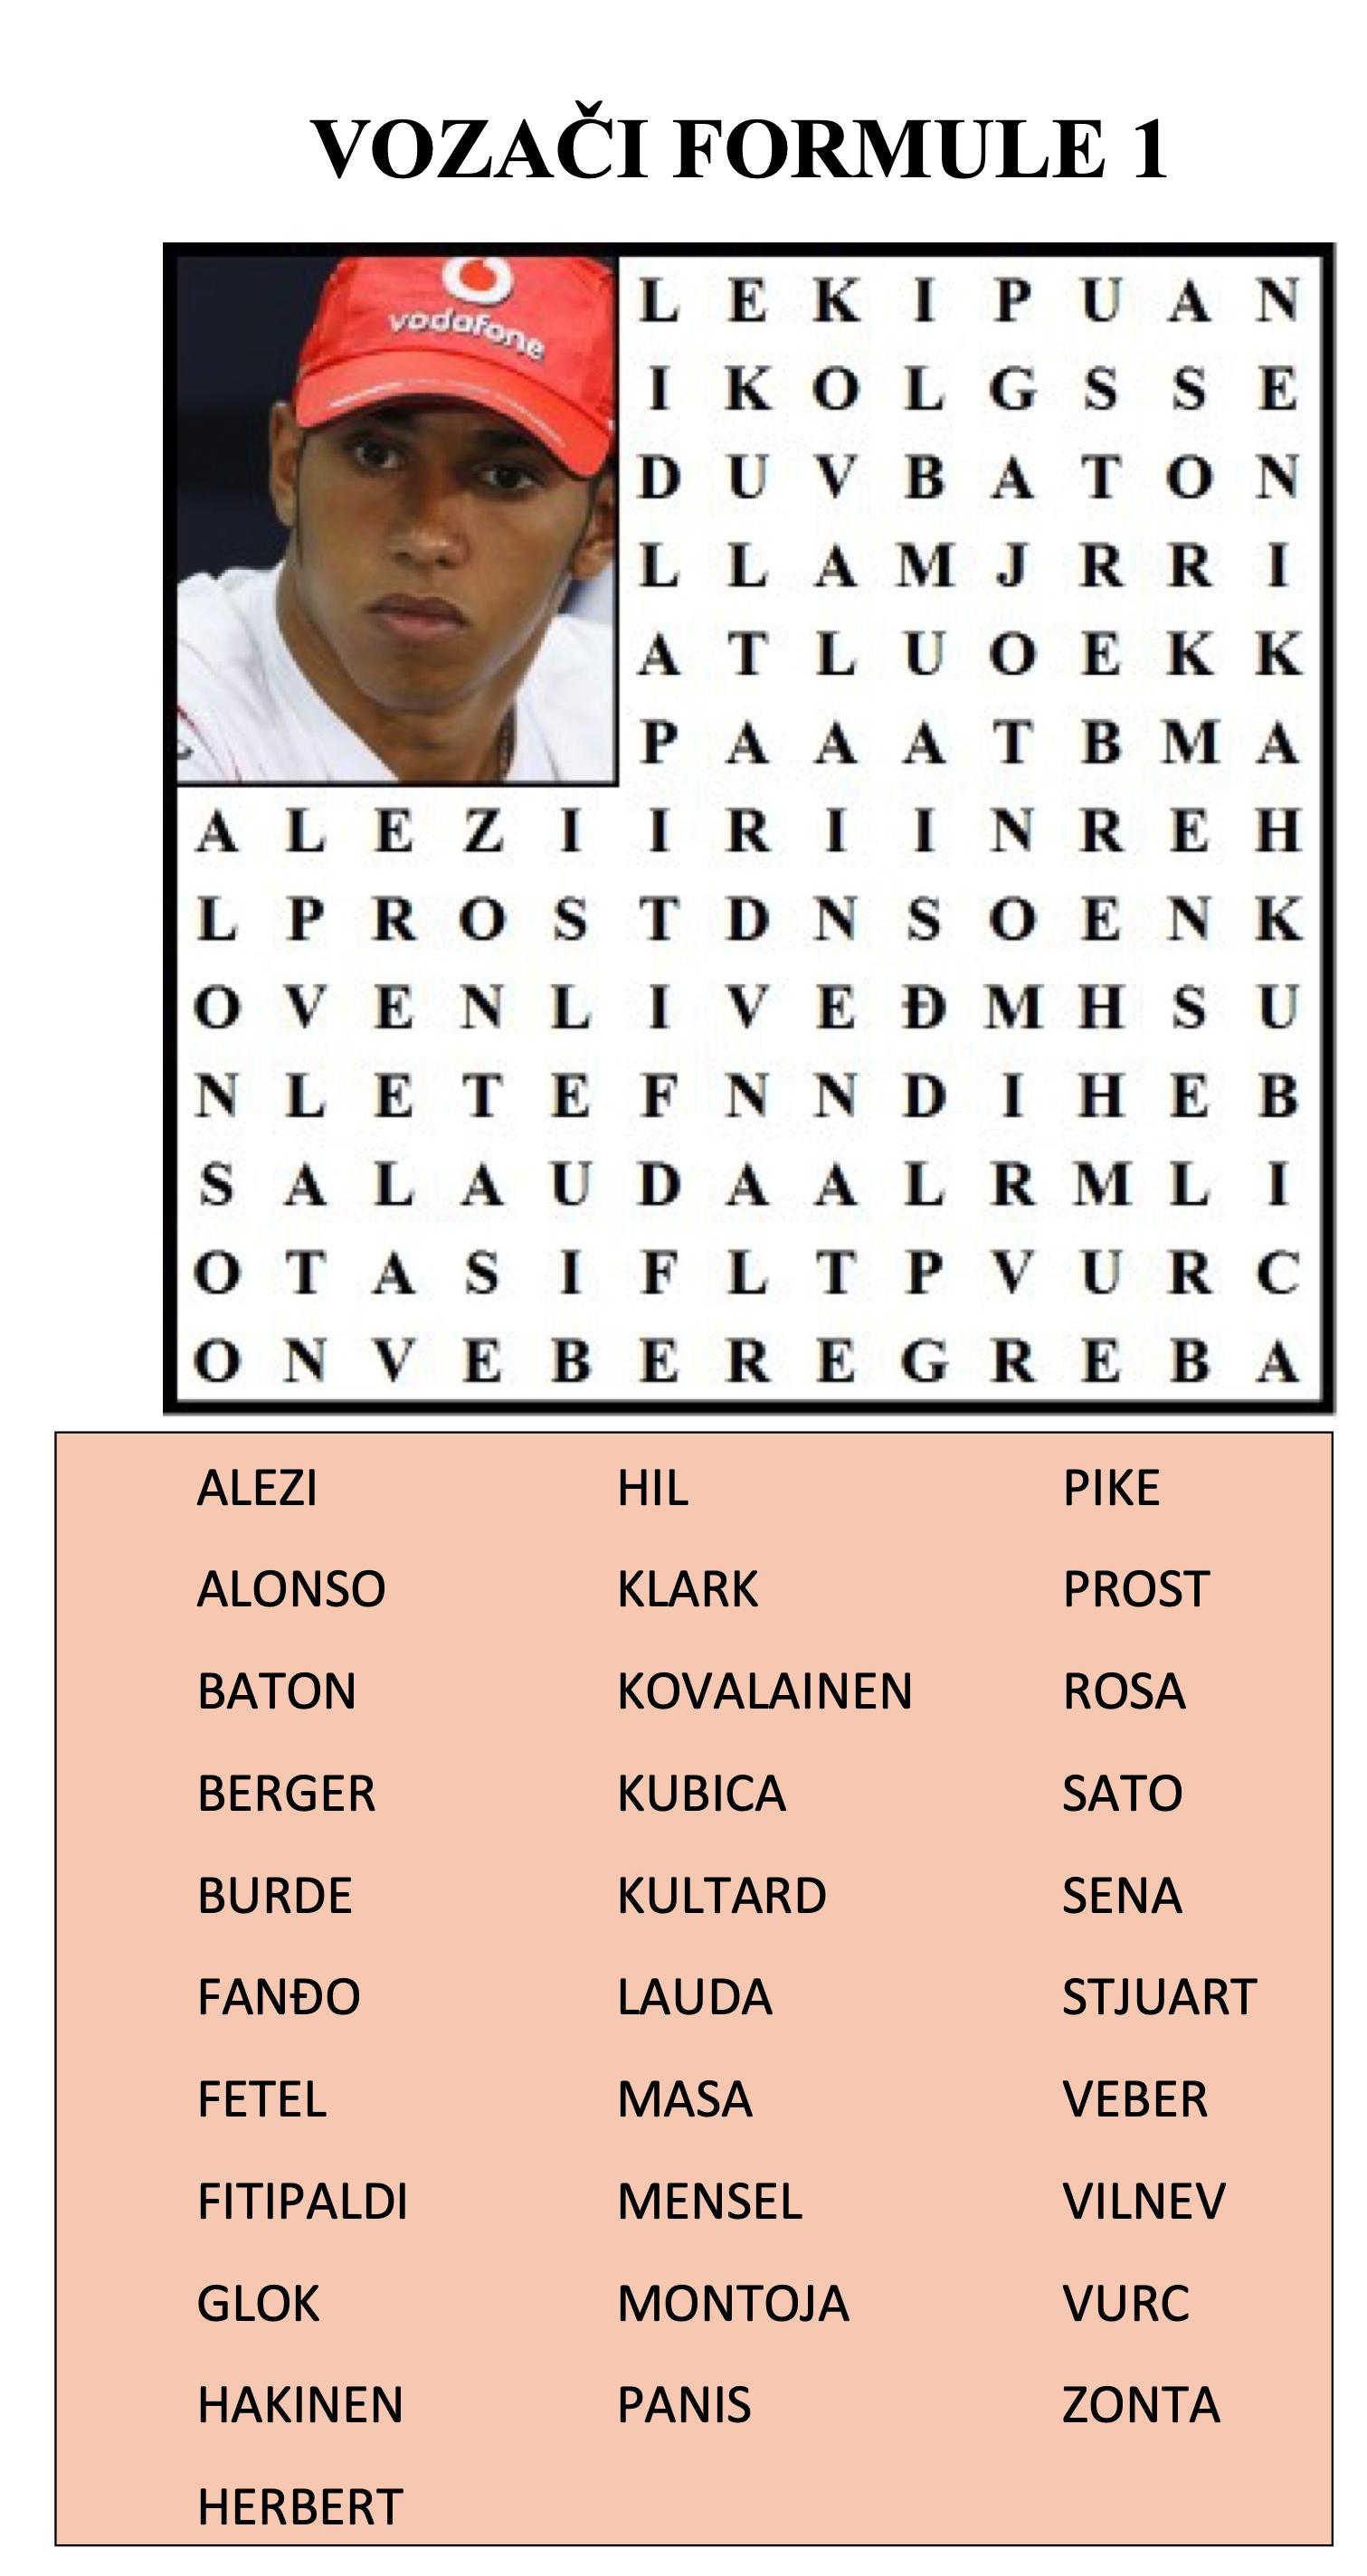 VOZAČI FORMULE 1
vodafone
L E K I P U A N
I K O L G S S E
D U V B A T O N
L L A M J R R I
A T L U O E K K
P A A A T B M A
A L E Z I I R I I N R E H
L P R O S T D N S O E N K
O V E N L I V E Đ M H S U
N L E T E F N N D I H E B
S A L A U D A A L R M L I
O T A S I F L T P V U R C
O N V E B E R E G R E B A
ALEZI HIL PIKE
ALONSO KLARK PROST
BATON KOVALAINEN ROSA
BERGER KUBICA SATO
BURDE KULTARD SENA
FANĐO LAUDA STJUART
FETEL MASA VEBER
FITIPALDI MENSEL VILNEV
GLOK MONTOJA VURC
HAKINEN PANIS ZONTA
HERBERT